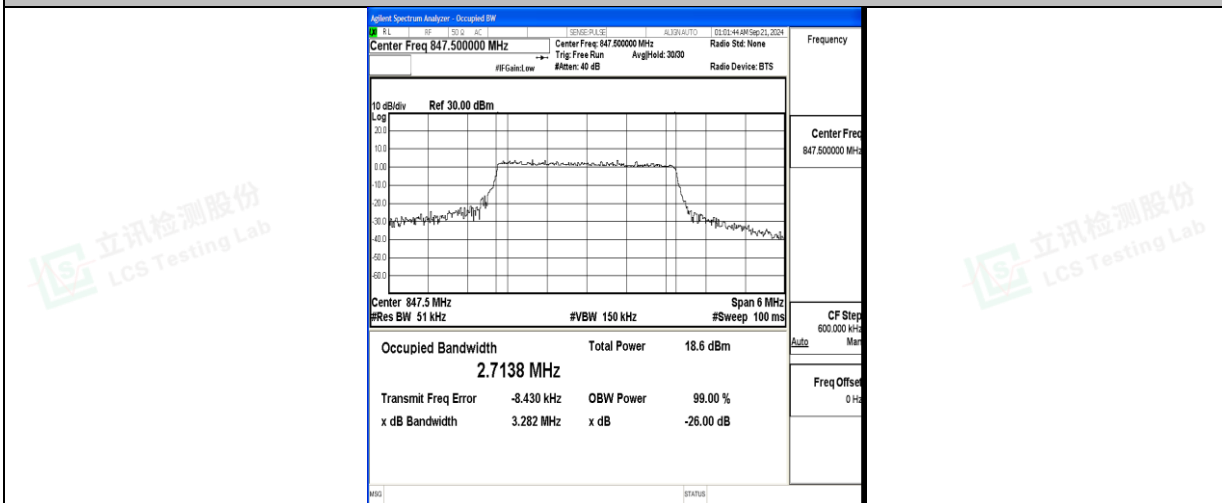 Agilent Spectrum Analyzer - Occupied BW
RL RF 50 Ω AC SENSE:PULSE ALIGN AUTO 01:01:44 AM Sep 21, 2024
Center Freq 847.500000 MHz
Center Freq: 847.500000 MHz
Radio Std: None
Trig: Free Run Avg|Hold: 30/30
#IFGain:Low
#Atten: 40 dB
Radio Device: BTS
10 dB/div Ref 30.00 dBm
Log
20.0
10.0
0.00
-10.0
-20.0
-30.0
-40.0
-50.0
-60.0
Center 847.5 MHz
Span 6 MHz
#Res BW 51 kHz
#VBW 150 kHz
#Sweep 100 ms
Occupied Bandwidth
Total Power 18.6 dBm
2.7138 MHz
Transmit Freq Error -8.430 kHz
OBW Power 99.00 %
x dB Bandwidth 3.282 MHz
x dB -26.00 dB
MSG
STATUS
Frequency
Center Freq
847.500000 MHz
CF Step
600.000 kHz
Auto Man
Freq Offset
0 Hz
立讯检测股份
LCS Testing Lab
立讯检测股份
LCS Testing Lab